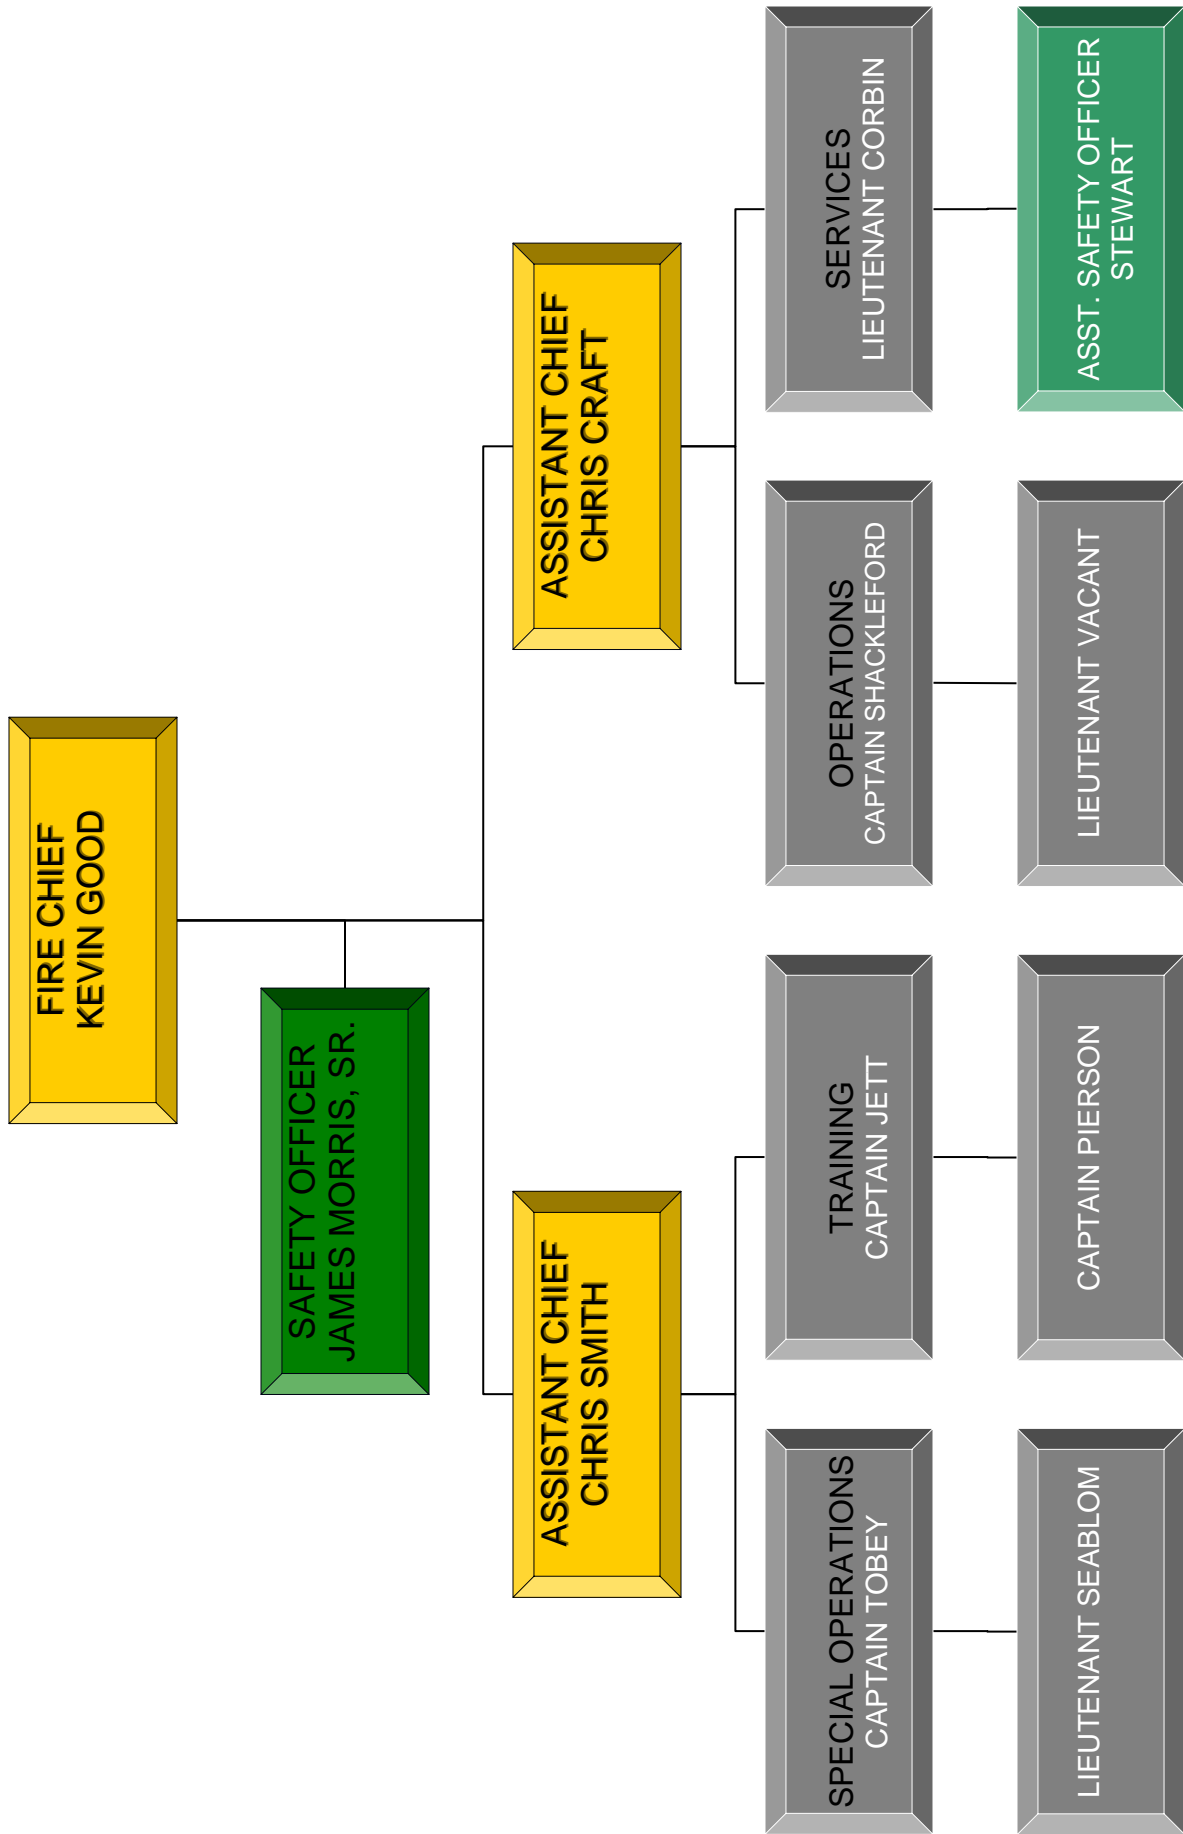 FIRE CHIEF
KEVIN GOOD
SAFETY OFFICER
JAMES MORRIS, SR.
ASSISTANT CHIEF
CHRIS SMITH
ASSISTANT CHIEF
CHRIS CRAFT
SPECIAL OPERATIONS
CAPTAIN TOBEY
TRAINING
CAPTAIN JETT
OPERATIONS
CAPTAIN SHACKLEFORD
SERVICES
LIEUTENANT CORBIN
LIEUTENANT SEABLOM
CAPTAIN PIERSON
LIEUTENANT VACANT
ASST. SAFETY OFFICER
STEWART